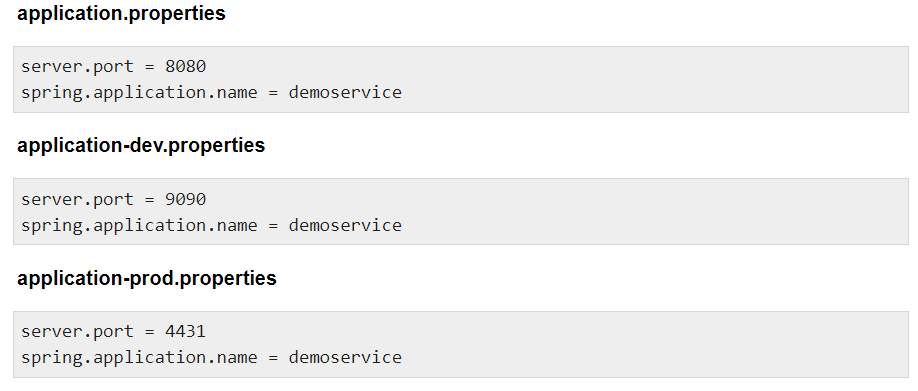 application.properties
server.port = 8080
spring.application.name = demoservice
application-dev.properties
server.port = 9090
spring.application.name = demoservice
application-prod.properties
server.port = 4431
spring.application.name = demoservice